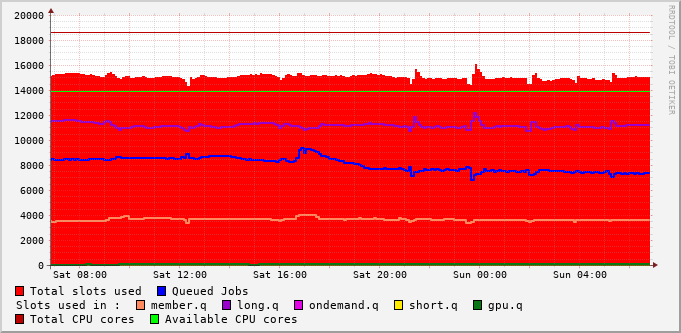 20000
18000
16000
14000
12000
10000
8000
6000
4000
2000
0
Sat 08:00 Sat 12:00 Sat 16:00 Sat 20:00 Sun 00:00 Sun 04:00
RRDTOOL / TOBI OETIKER
Total slots used Queued Jobs
Slots used in : member.q long.q ondemand.q short.q gpu.q
Total CPU cores Available CPU cores